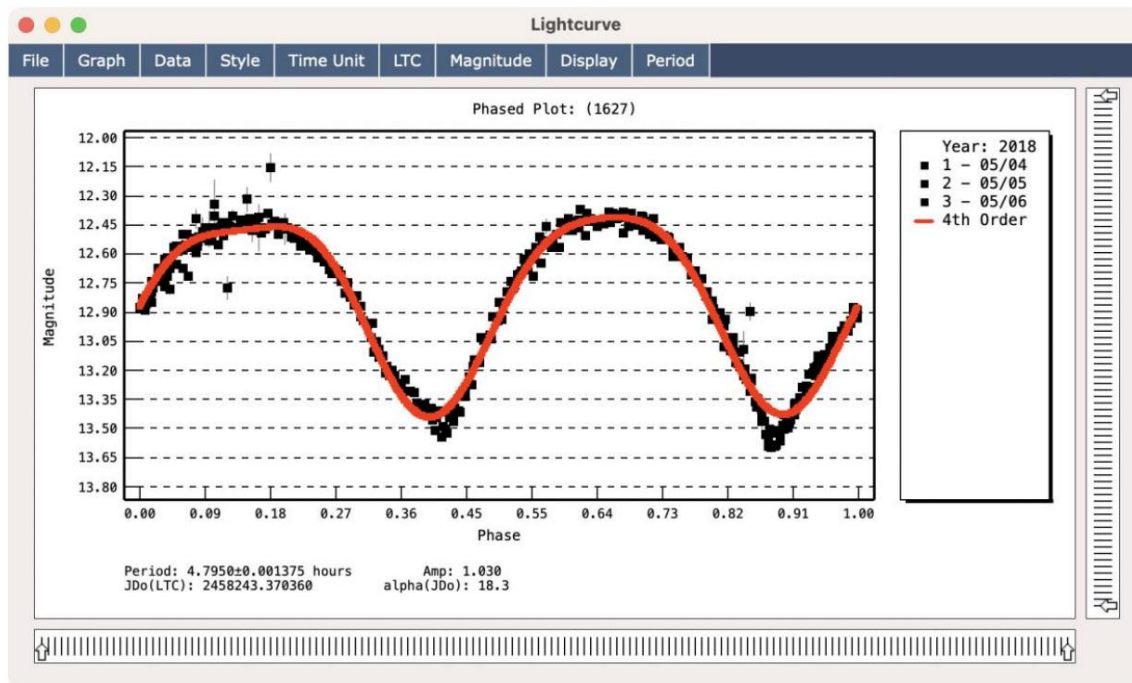 Lightcurve
File Graph Data Style Time Unit LTC Magnitude Display Period
Phased Plot: (1627)
12.00
12.15
12.30
12.45
12.60
12.75
12.90
13.05
13.20
13.35
13.50
13.65
13.80
Magnitude
0.00 0.09 0.18 0.27 0.36 0.45 0.55 0.64 0.73 0.82 0.91 1.00
Phase
Year: 2018
1 - 05/04
2 - 05/05
3 - 05/06
4th Order
Period: 4.7950±0.001375 hours Amp: 1.030
JDo(LTC): 2458243.370360 alpha(JDo): 18.3